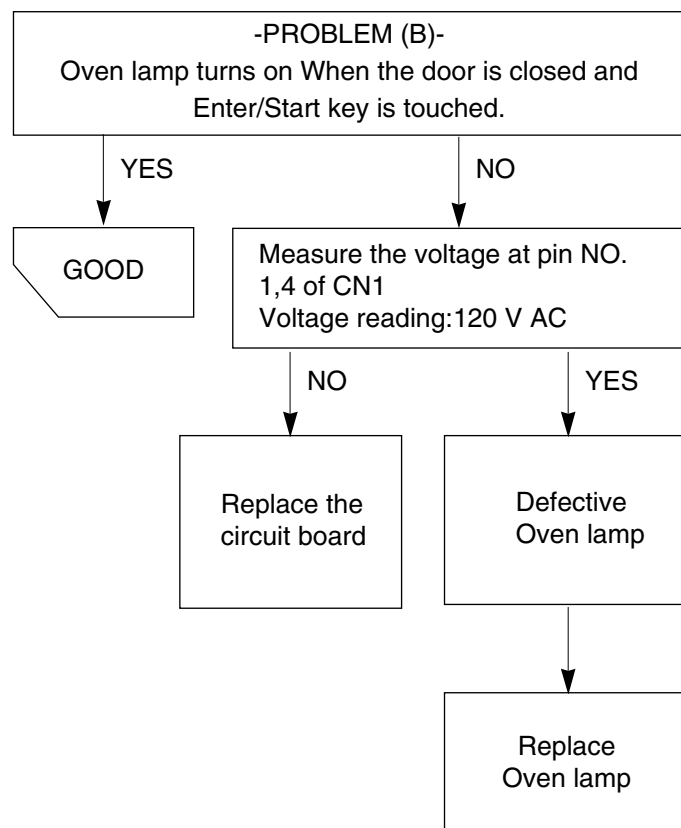 -PROBLEM (B)-
Oven lamp turns on When the door is closed and
Enter/Start key is touched.
YES
NO
GOOD
Measure the voltage at pin NO.
1,4 of CN1
Voltage reading:120 V AC
NO
YES
Replace the
circuit board
Defective
Oven lamp
Replace
Oven lamp